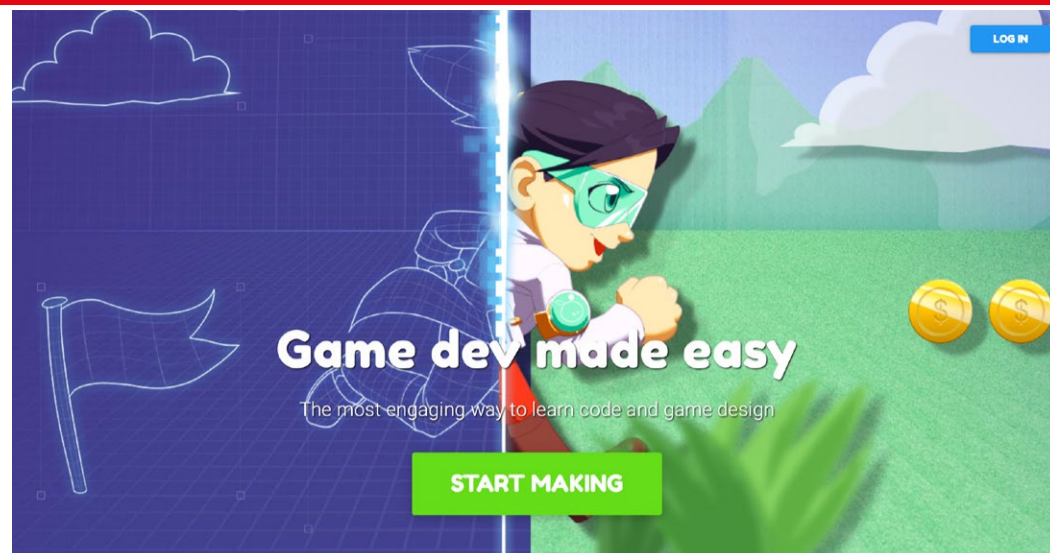 LOG IN
Game dev made easy
The most engaging way to learn code and game design
START MAKING
$ $